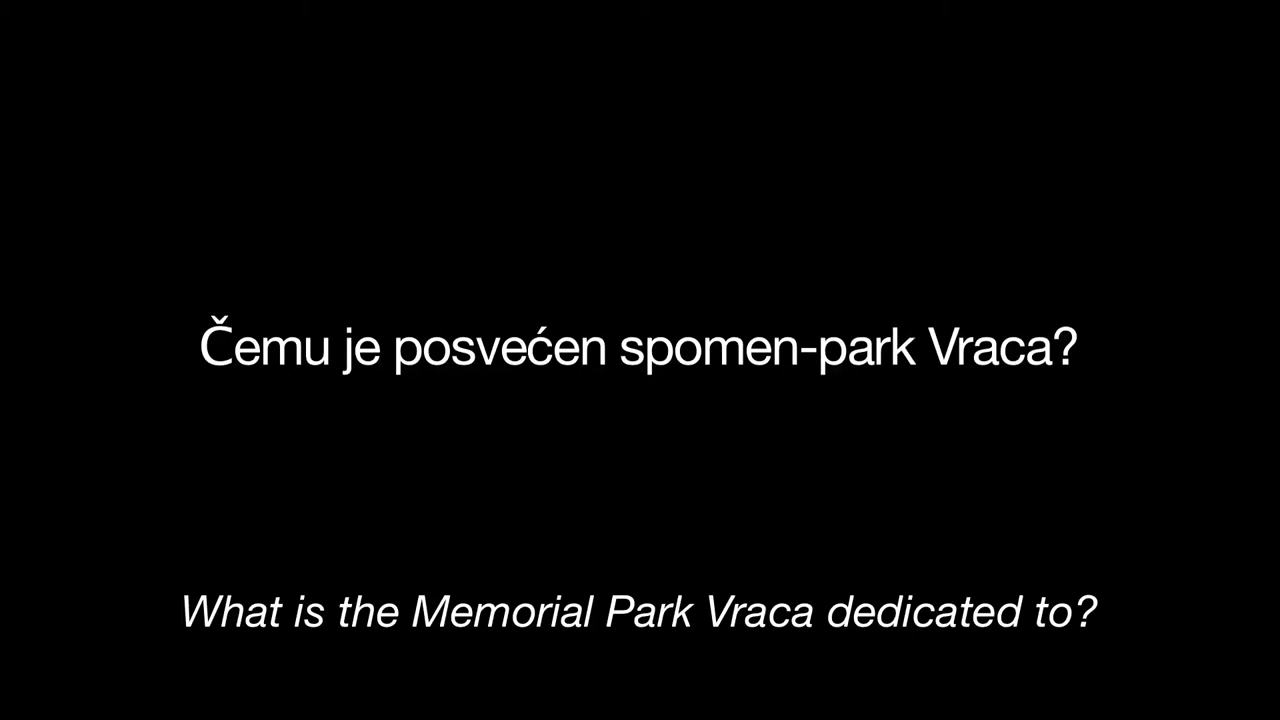 Čemu je posvećen spomen-park Vraca?
What is the Memorial Park Vraca dedicated to?